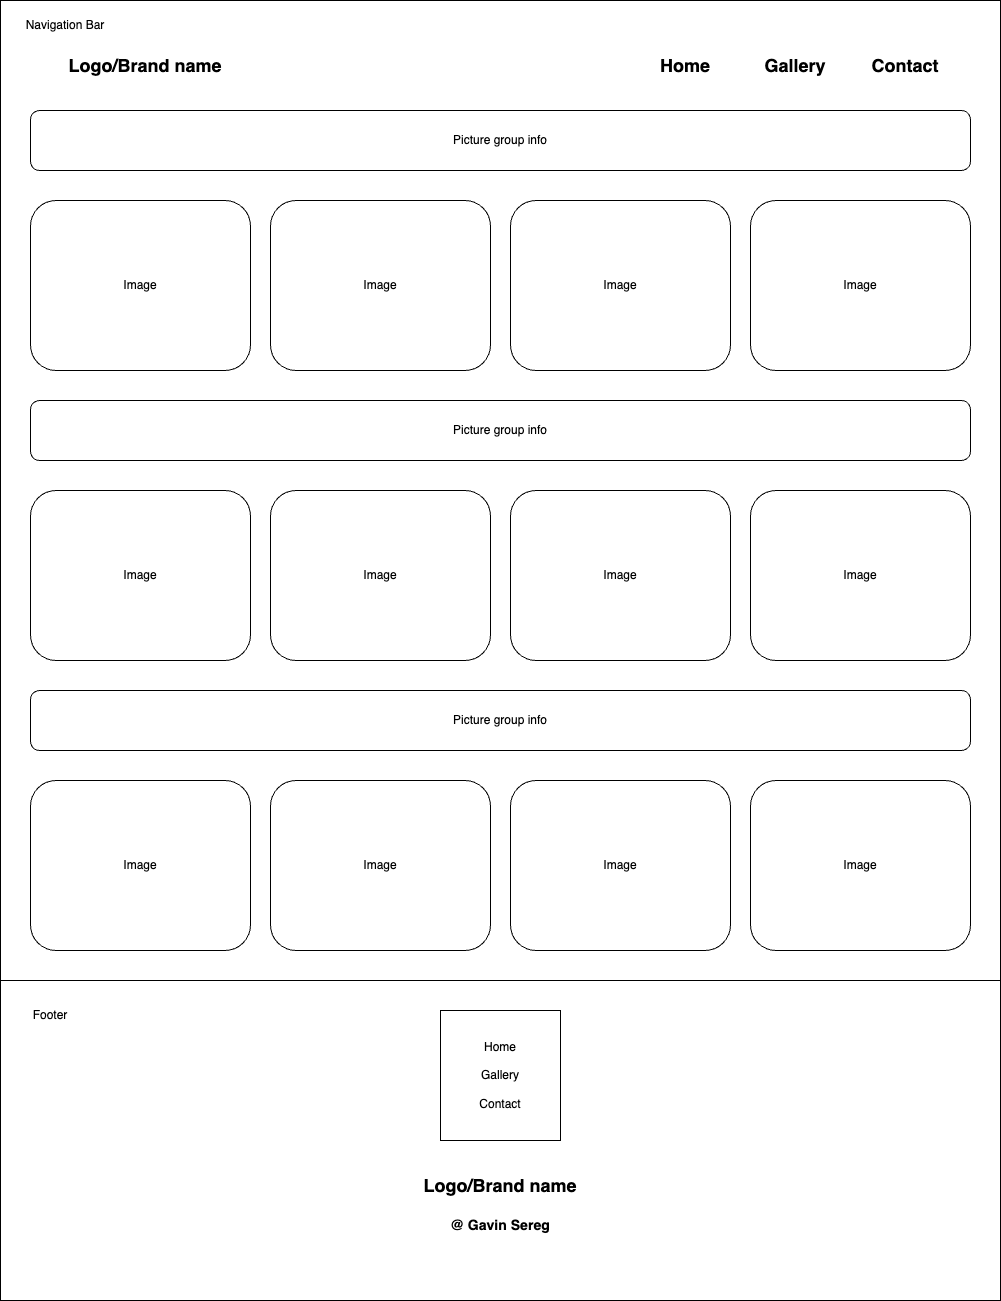 Navigation Bar
Logo/Brand name Home Gallery Contact
Picture group info
Image Image Image Image
Picture group info
Image Image Image Image
Picture group info
Image Image Image Image
Footer
Home
Gallery
Contact
Logo/Brand name
@ Gavin Sereg